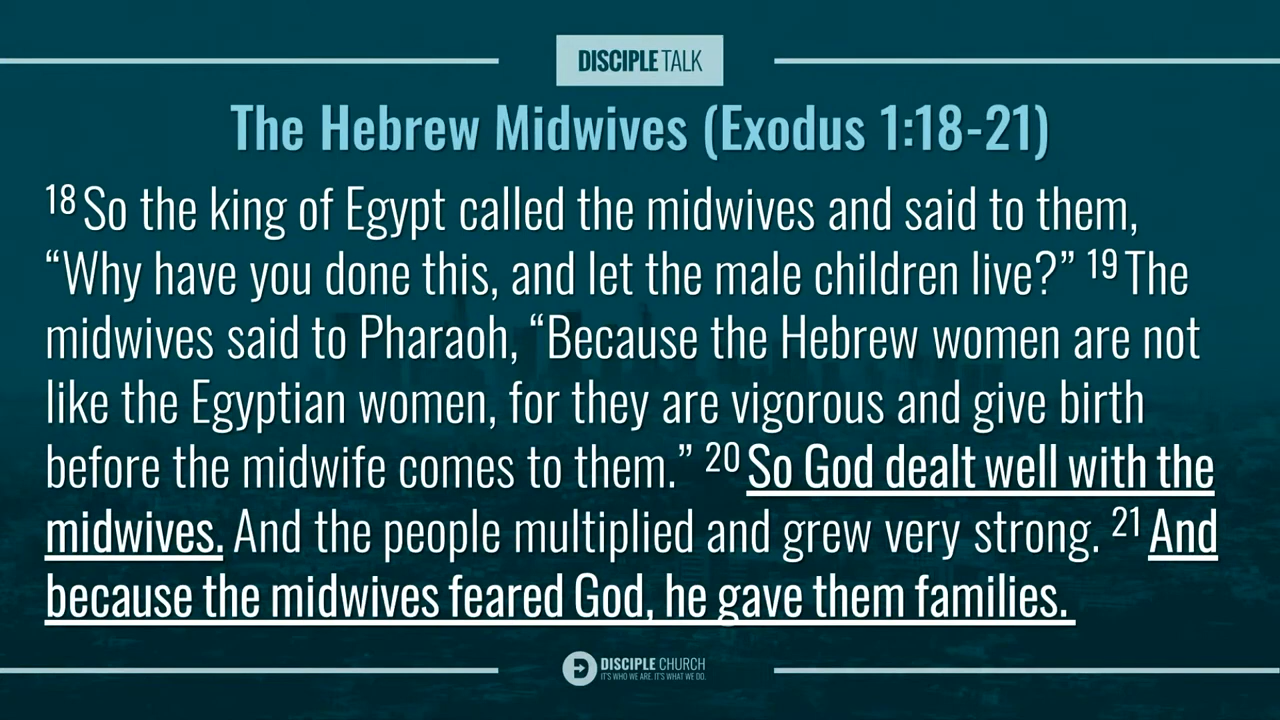 DISCIPLE TALK
The Hebrew Midwives (Exodus 1:18-21)
18 So the king of Egypt called the midwives and said to them,
“Why have you done this, and let the male children live?” 19 The
midwives said to Pharaoh, “Because the Hebrew women are not
like the Egyptian women, for they are vigorous and give birth
before the midwife comes to them.” 20 So God dealt well with the
midwives. And the people multiplied and grew very strong. 21 And
because the midwives feared God, he gave them families.
DISCIPLE CHURCH
IT'S WHO WE ARE. IT'S WHAT WE DO.